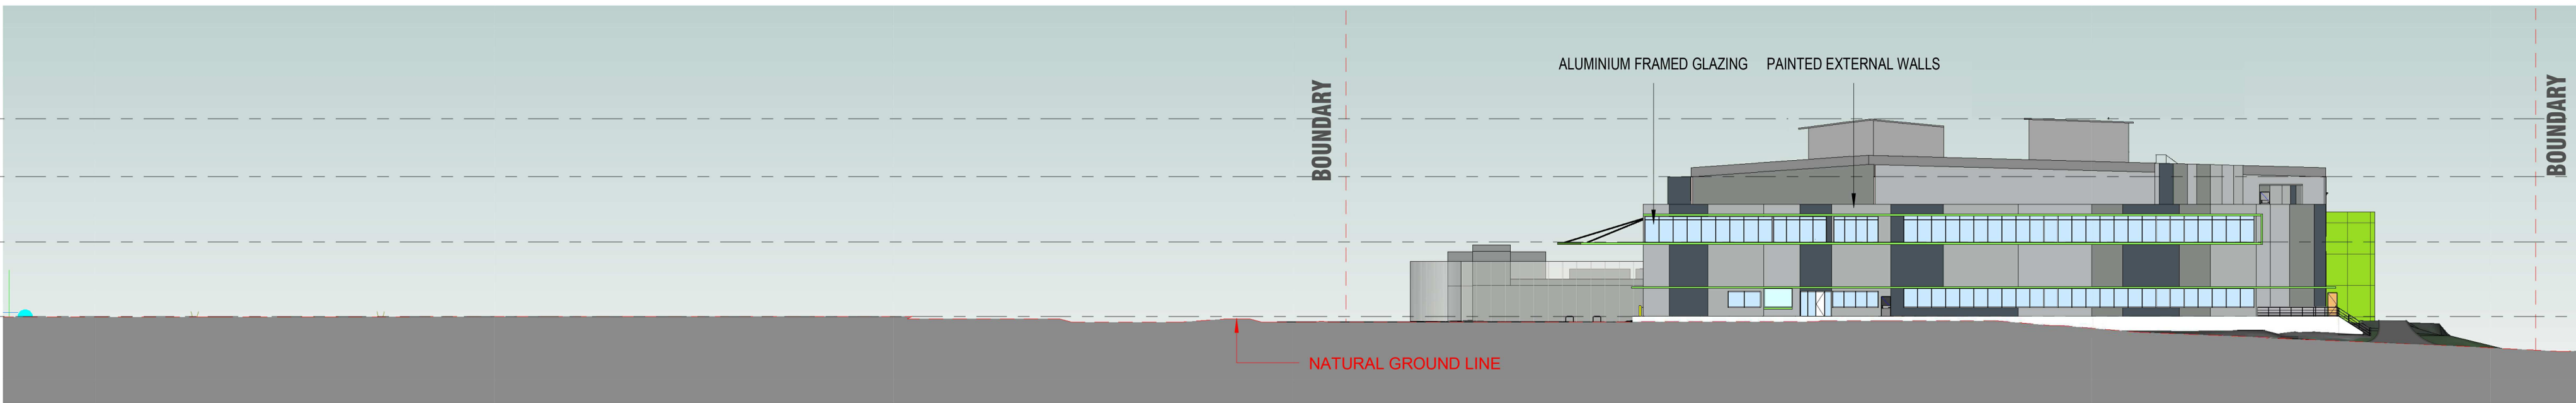 ALUMINIUM FRAMED GLAZING
PAINTED EXTERNAL WALLS
BOUNDARY
BOUNDARY
NATURAL GROUND LINE